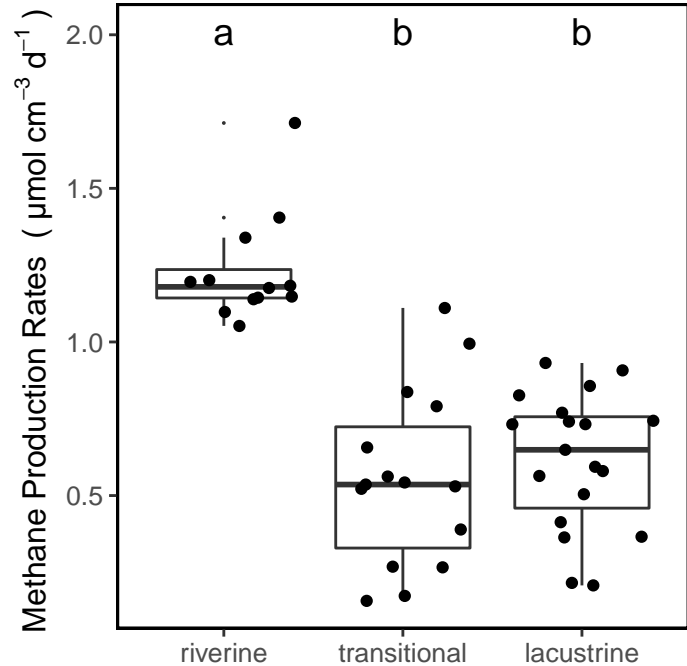 Methane Production Rates ( μmol cm⁻³ d⁻¹ )
2.0
1.5
1.0
0.5
a b b
riverine transitional lacustrine